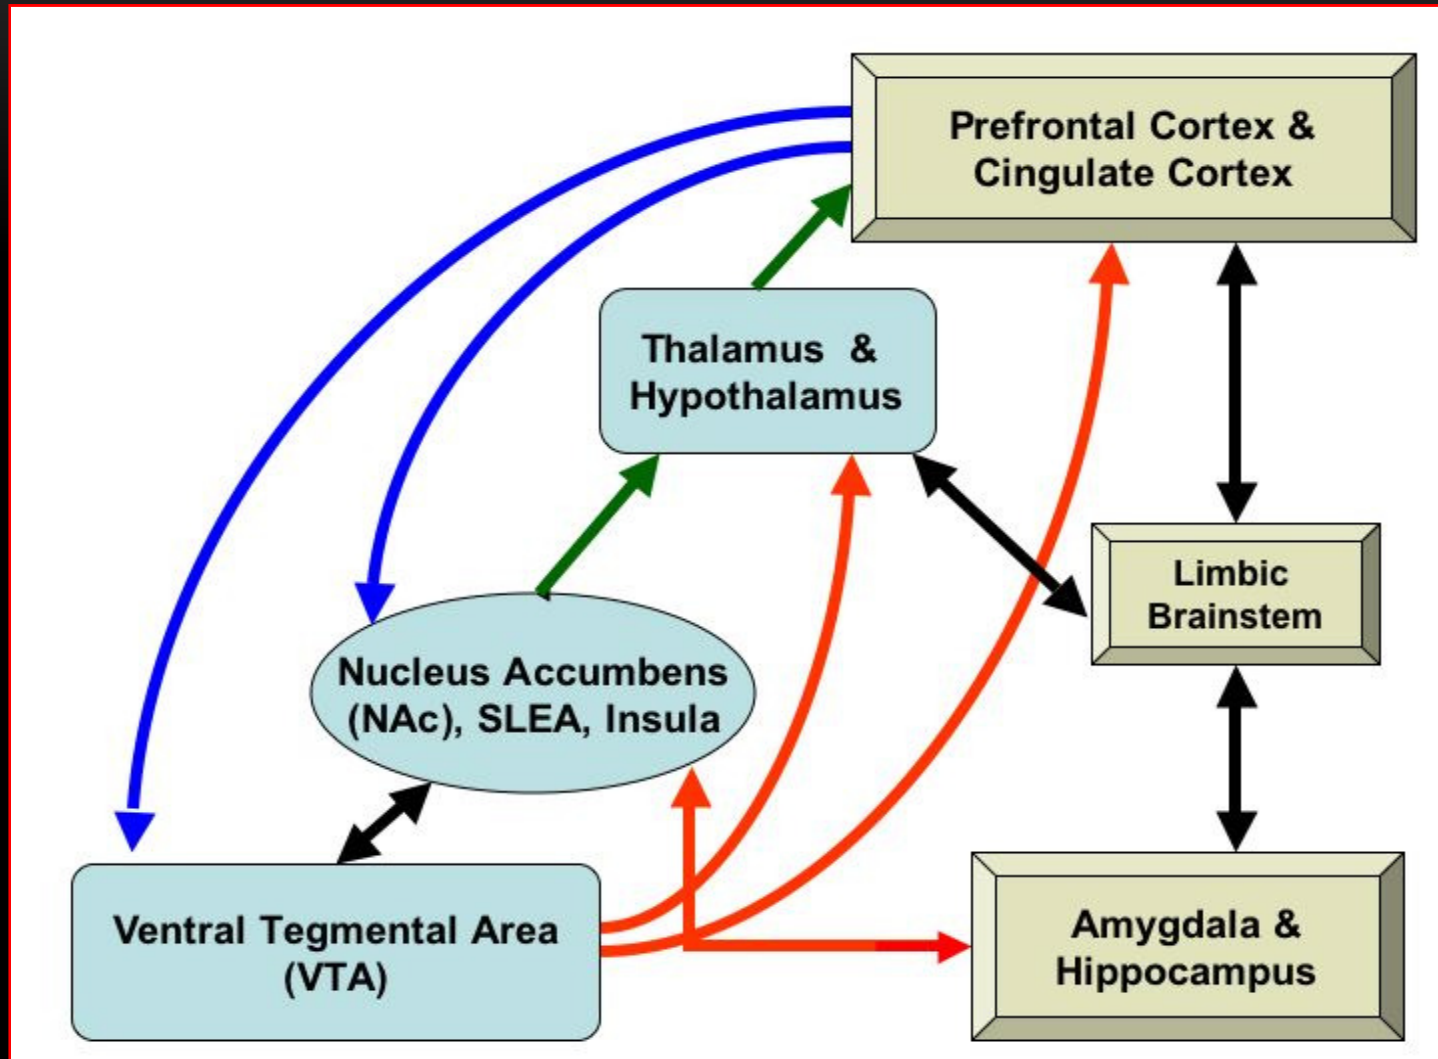 Prefrontal Cortex &
Cingulate Cortex
Thalamus &
Hypothalamus
Limbic
Brainstem
Nucleus Accumbens
(NAc), SLEA, Insula
Ventral Tegmental Area
(VTA)
Amygdala &
Hippocampus